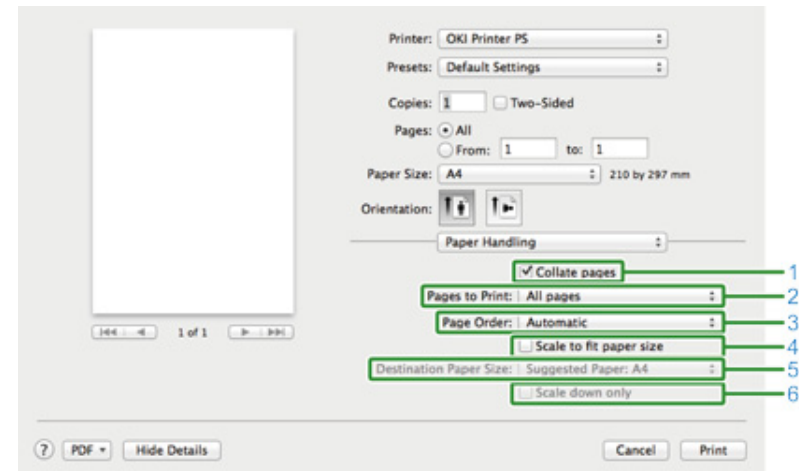 Printer: OKI Printer PS
Presets: Default Settings
Copies: 1 Two-Sided
Pages: All
From: 1 to: 1
Paper Size: A4 210 by 297 mm
Orientation:
Paper Handling
Collate pages 1
Pages to Print: All pages 2
Page Order: Automatic 3
Scale to fit paper size 4
Destination Paper Size: Suggested Paper: A4 5
Scale down only 6
1 of 1
? PDF Hide Details Cancel Print